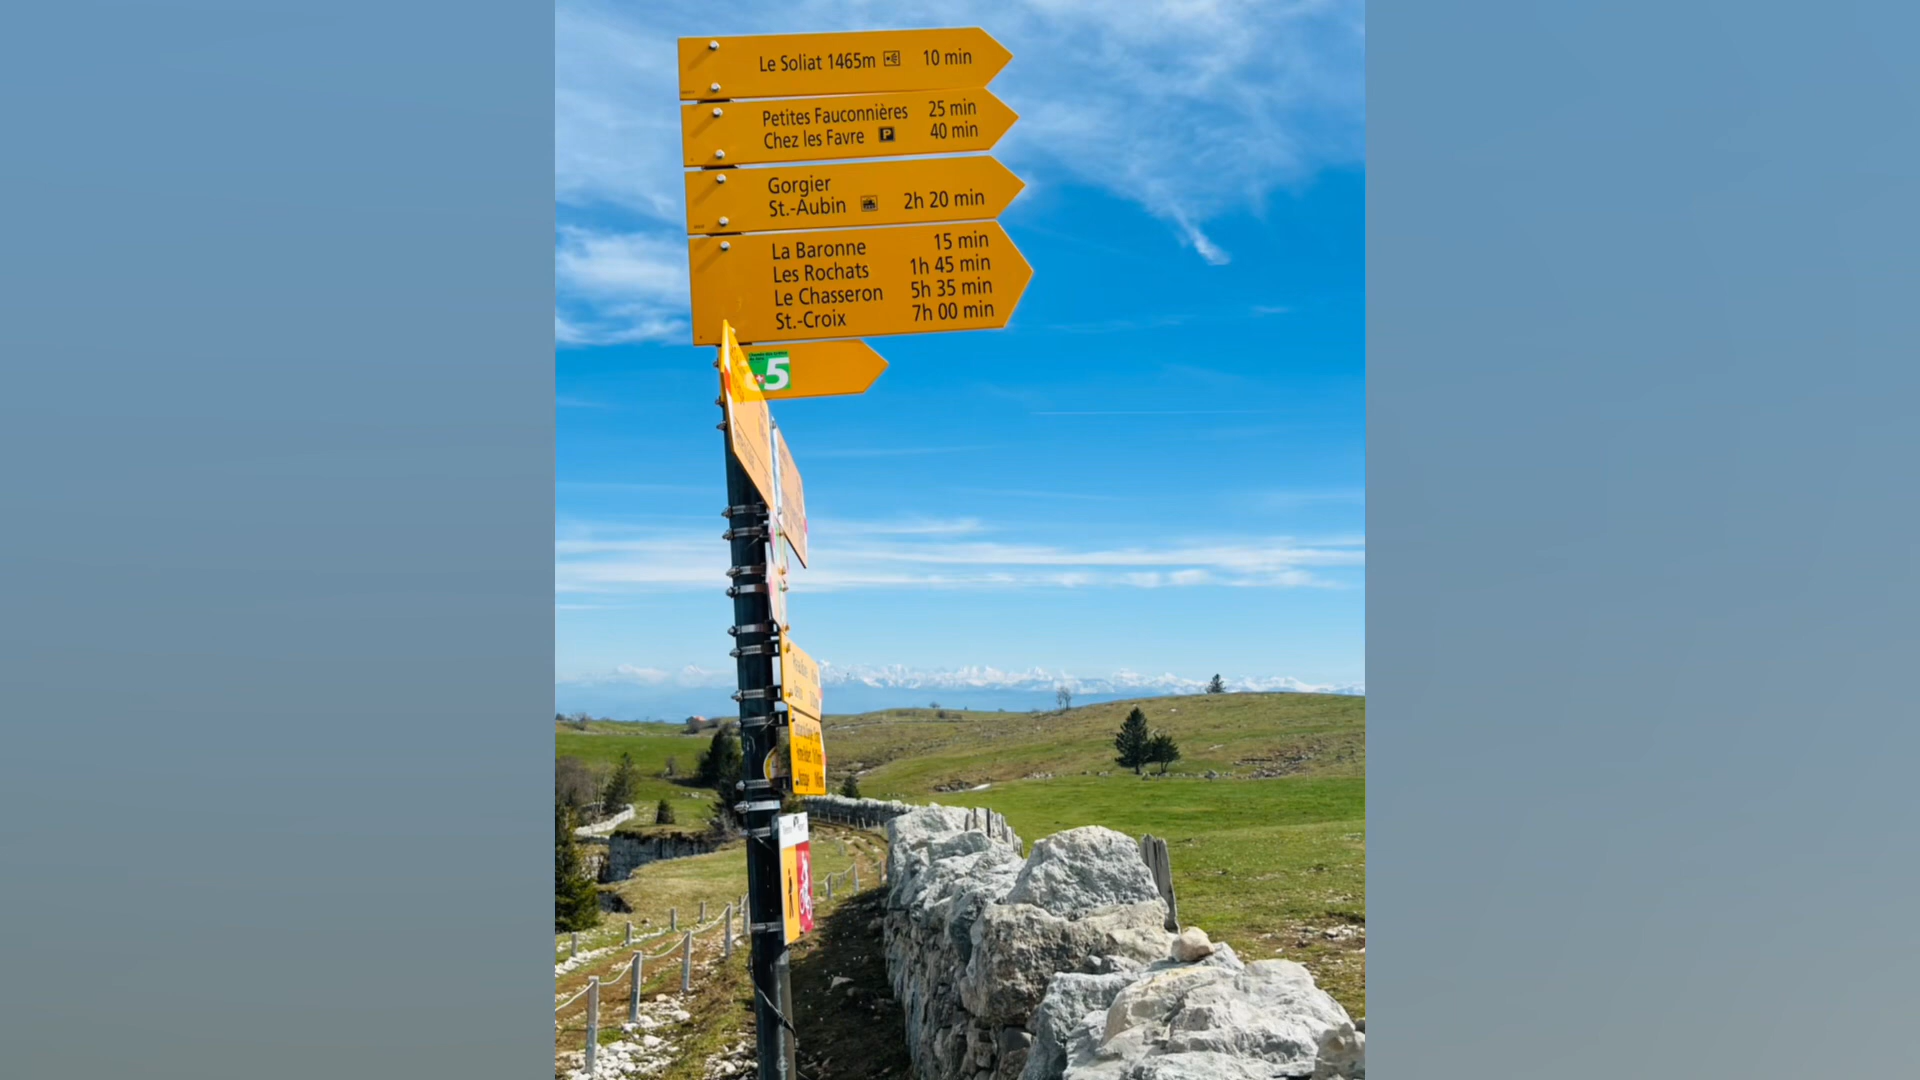 Le Soliat 1465m 10 min
Petites Fauconnières 25 min
Chez les Favre P 40 min
Gorgier
St.-Aubin 2h 20 min
La Baronne 15 min
Les Rochats 1h 45 min
Le Chasseron 5h 35 min
St.-Croix 7h 00 min
5